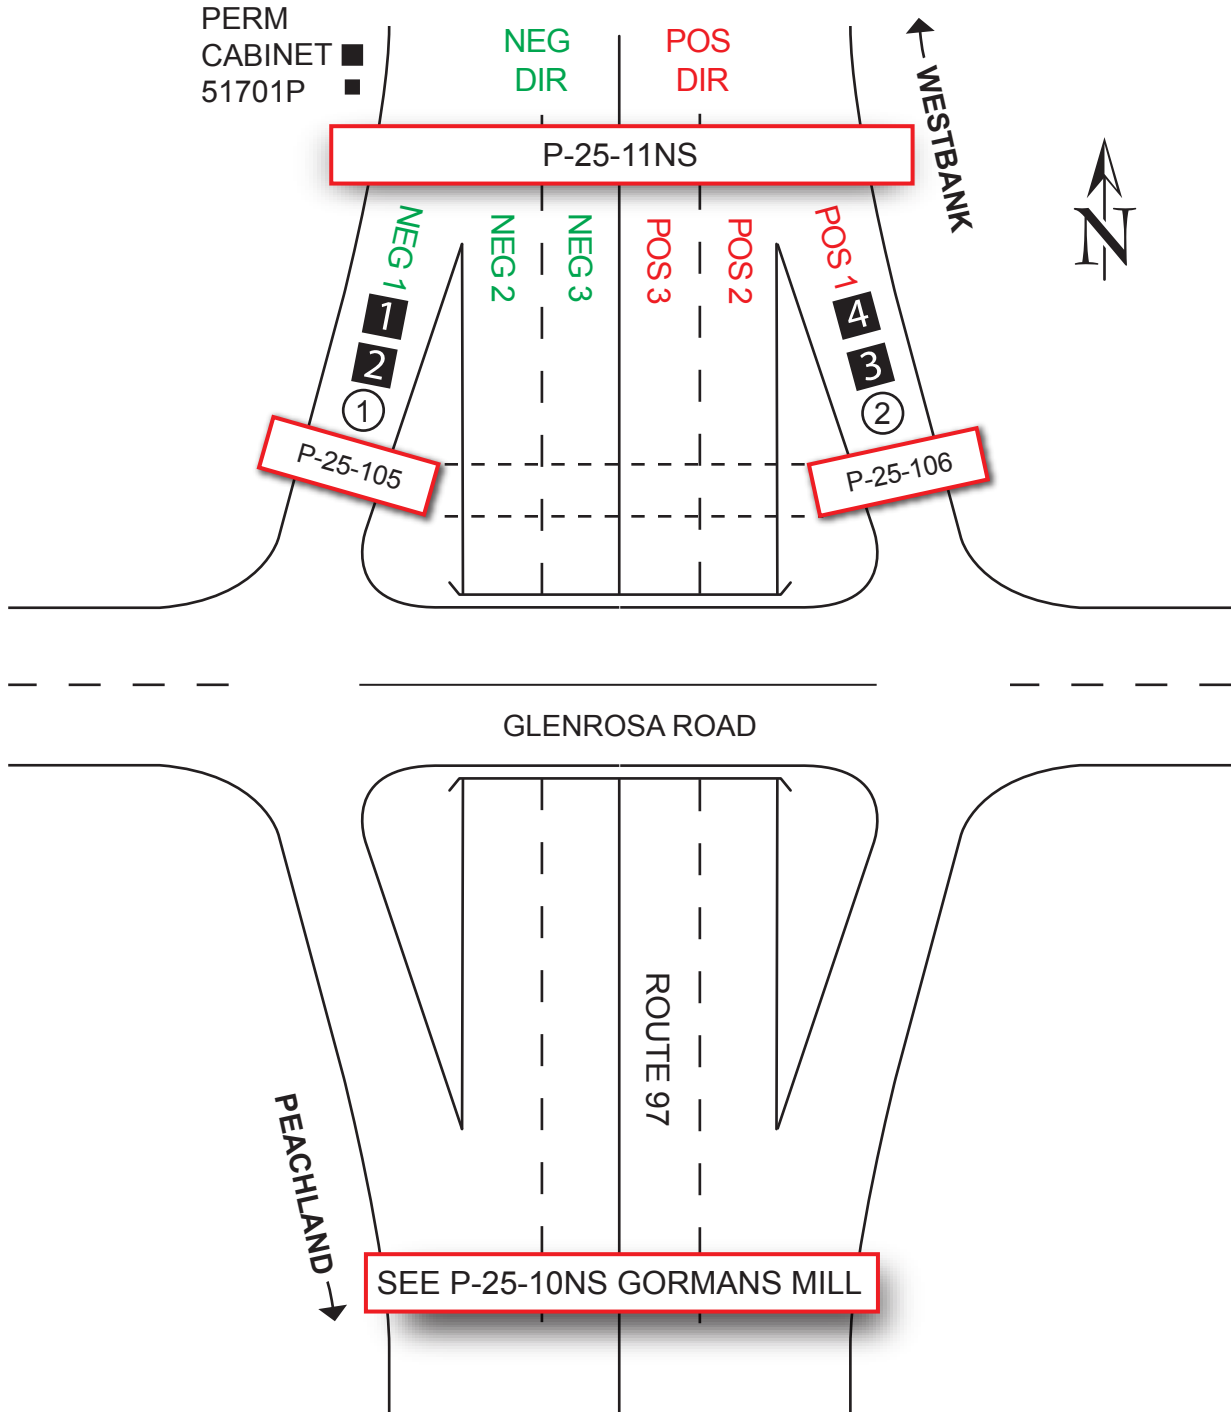 PERM
CABINET
51701P
NEG
DIR
POS
DIR
WESTBANK
P-25-11NS
N
NEG 1
NEG 2
NEG 3
POS 3
POS 2
POS 1
1
2
1
4
3
2
P-25-105
P-25-106
GLENROSA ROAD
ROUTE 97
PEACHLAND
SEE P-25-10NS GORMANS MILL